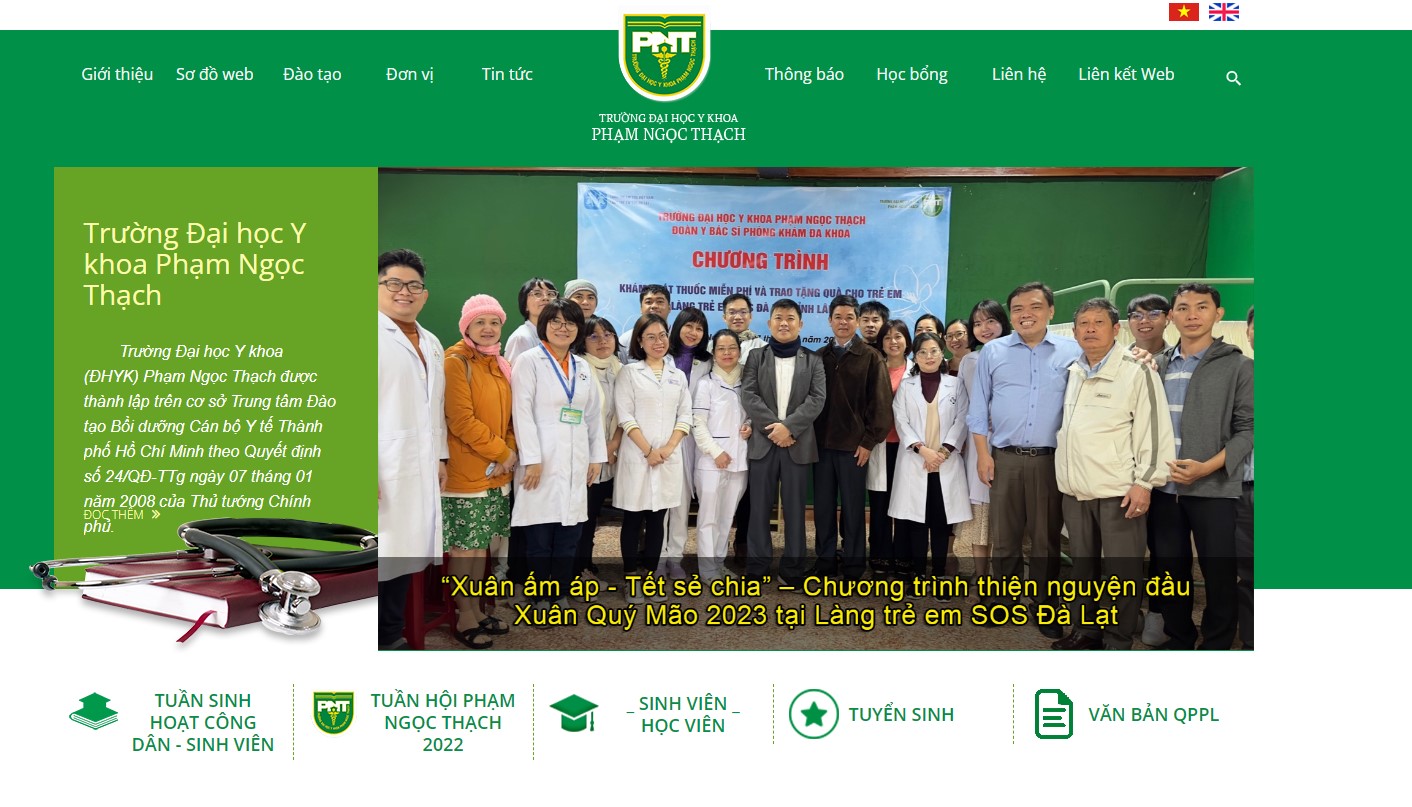 Giới thiệu Sơ đồ web Đào tạo Đơn vị Tin tức
PNT
TRƯỜNG ĐẠI HỌC Y KHOA PHẠM NGỌC THẠCH
TRƯỜNG ĐẠI HỌC Y KHOA
PHẠM NGỌC THẠCH
Thông báo Học bổng Liên hệ Liên kết Web
Trường Đại học Y
khoa Phạm Ngọc
Thạch
Trường Đại học Y khoa
(ĐHYK) Phạm Ngọc Thạch được
thành lập trên cơ sở Trung tâm Đào
tạo Bồi dưỡng Cán bộ Y tế Thành
phố Hồ Chí Minh theo Quyết định
số 24/QĐ-TTg ngày 07 tháng 01
năm 2008 của Thủ tướng Chính
phủ.
ĐỌC THÊM »
TRƯỜNG ĐẠI HỌC Y KHOA PHẠM NGỌC THẠCH
ĐOÀN Y BÁC SĨ PHÒNG KHÁM ĐA KHOA
CHƯƠNG TRÌNH
THUỐC MIỄN PHÍ VÀ TRAO TẶNG QUÀ CHO TRẺ EM
LÀNG TRẺ
“Xuân ấm áp - Tết sẻ chia” – Chương trình thiện nguyện đầu
Xuân Quý Mão 2023 tại Làng trẻ em SOS Đà Lạt
TUẦN SINH
HOẠT CÔNG
DÂN - SINH VIÊN
PNT
TUẦN HỘI PHẠM
NGỌC THẠCH
2022
_ SINH VIÊN _
HỌC VIÊN
TUYỂN SINH
VĂN BẢN QPPL